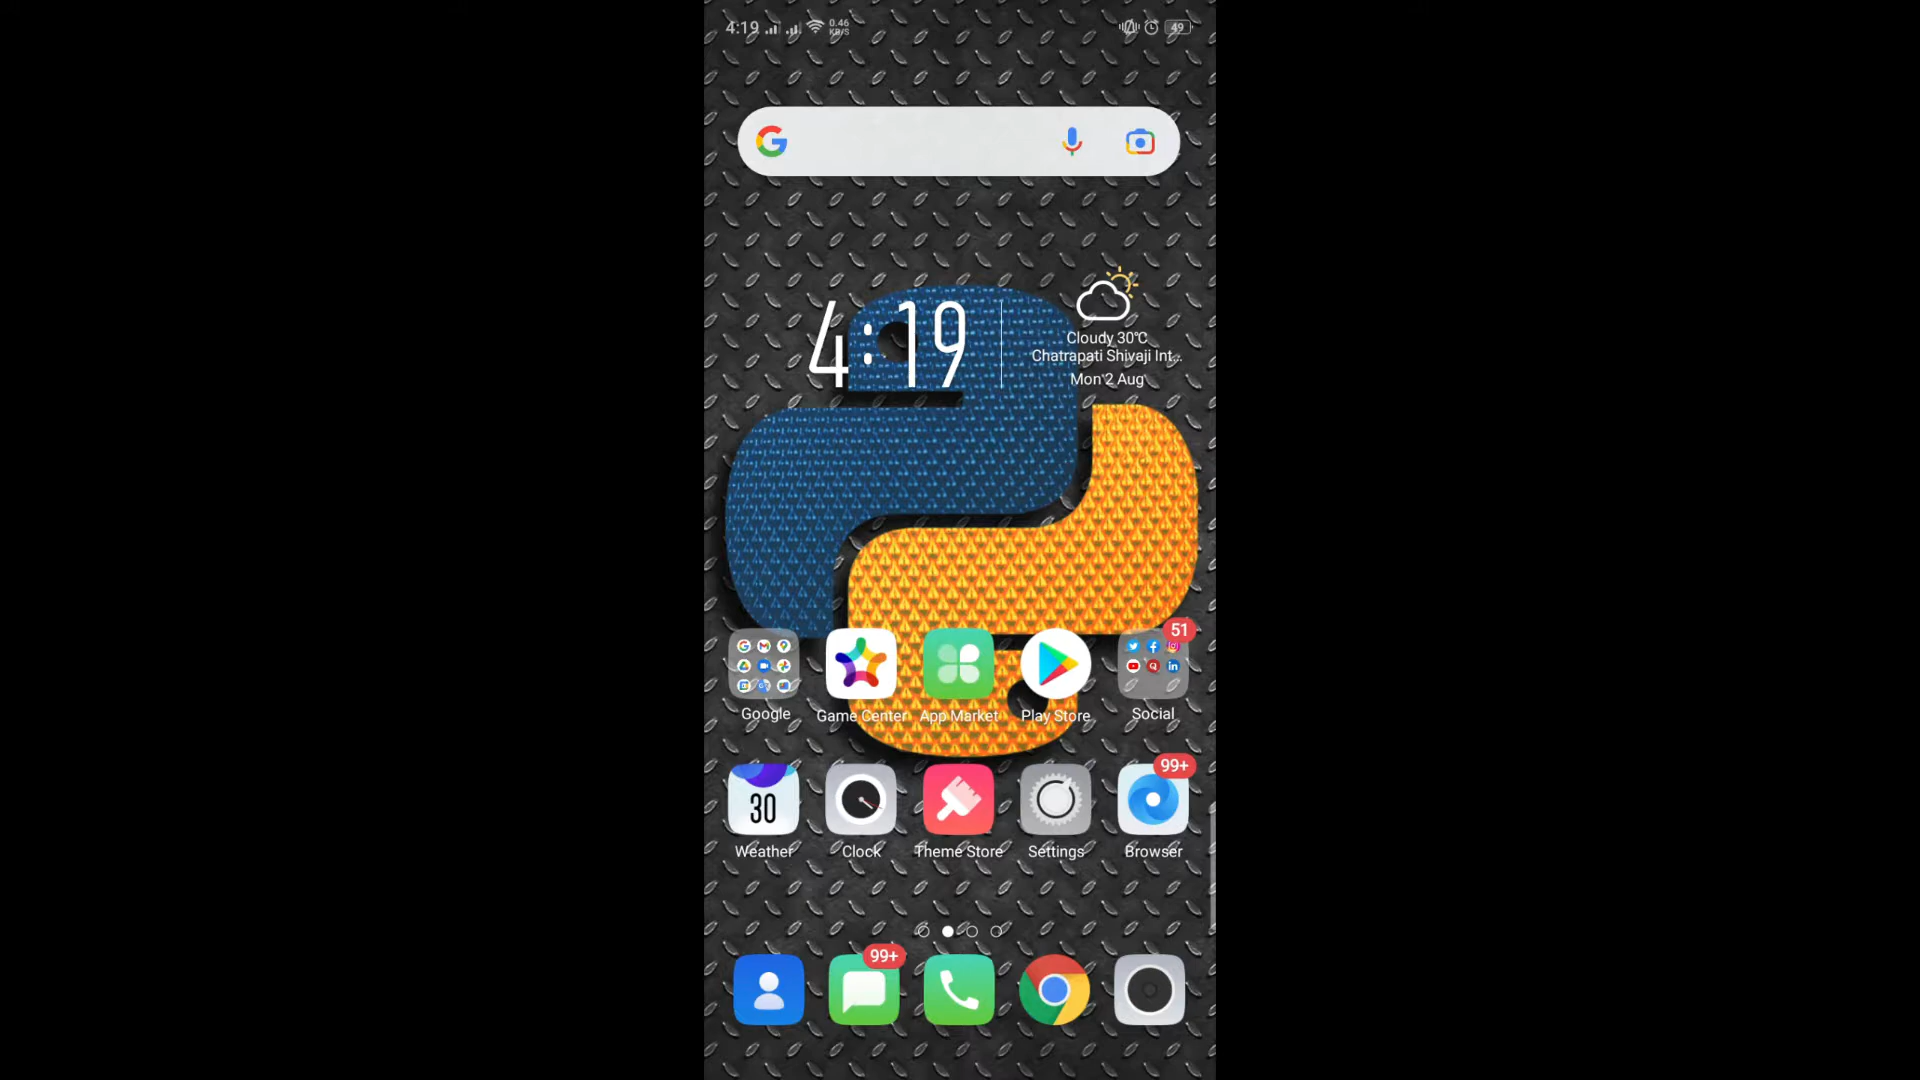 4:19 0.46 KB/S 49
4:19
Cloudy 30°C
Chatrapati Shivaji Int...
Mon 2 Aug
51
Google Game Center App Market Play Store Social
99+
30
Weather Clock Theme Store Settings Browser
99+